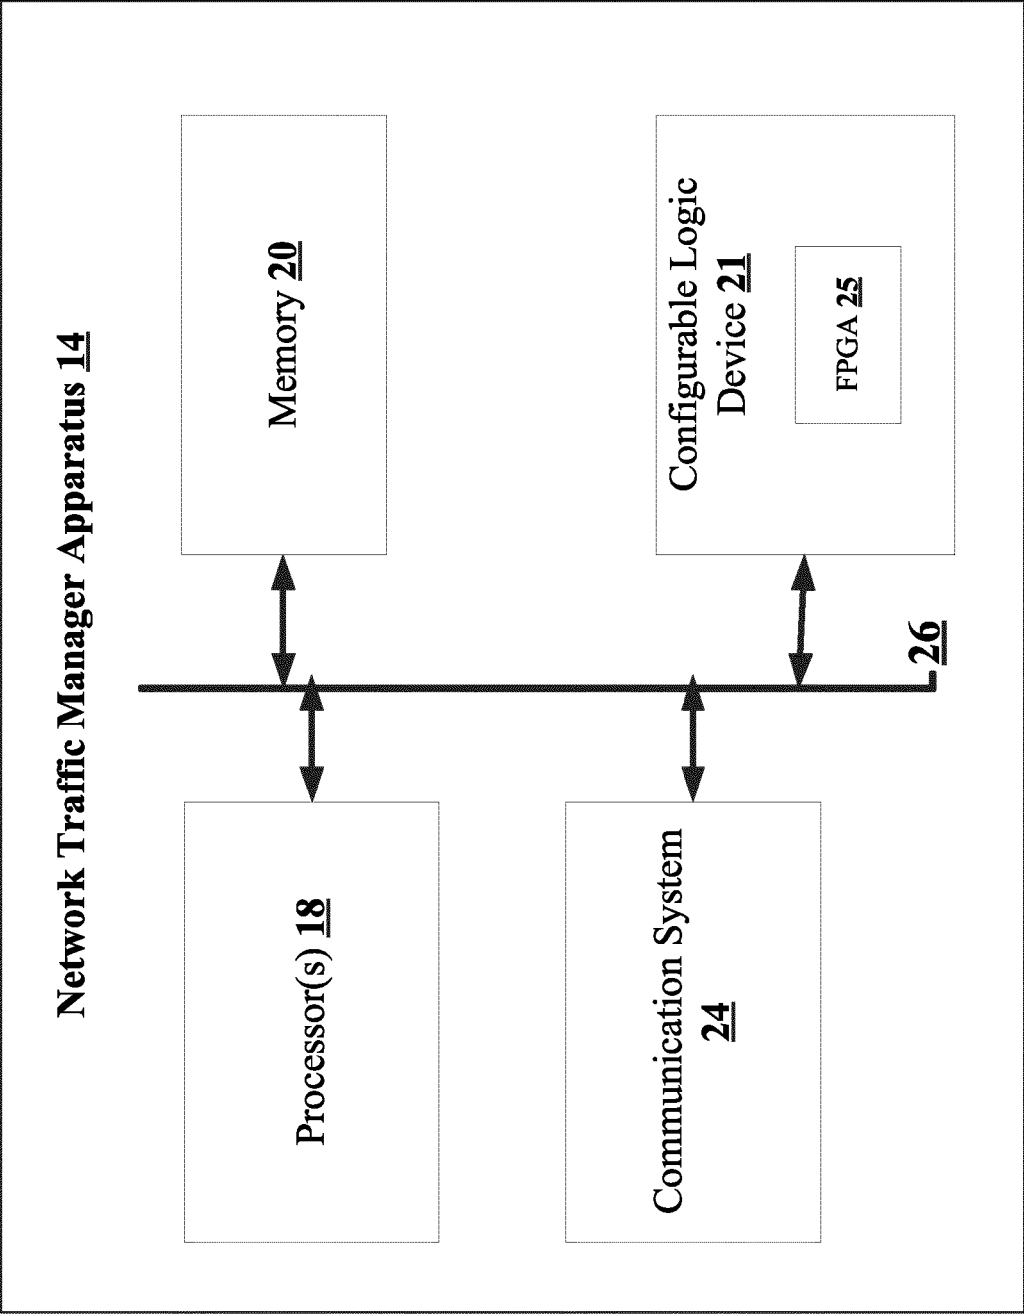 Network Traffic Manager Apparatus 14
Processor(s) 18
Memory 20
Communication System
24
Configurable Logic
Device 21
FPGA 25
26